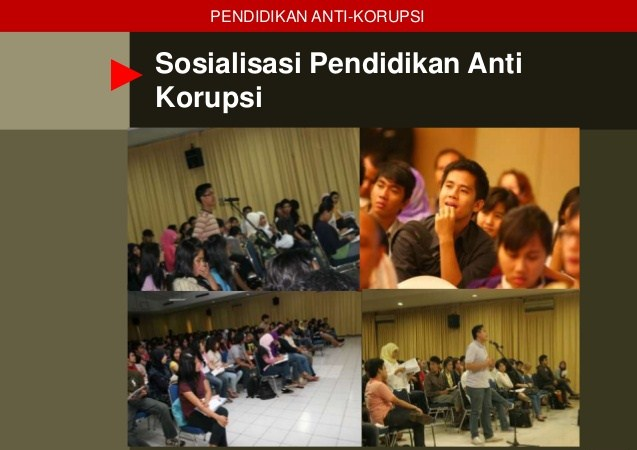 PENDIDIKAN ANTI-KORUPSI
Sosialisasi Pendidikan Anti
Korupsi